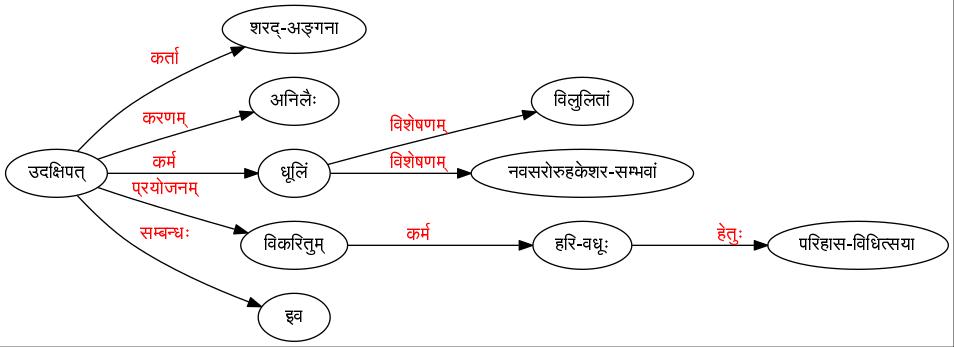 शरद्-अङ्गना
कर्ता
अनिलैः
विलुलितां
करणम्
विशेषणम्
कर्म
विशेषणम्
उदक्षिपत्
धूलिं
नवसरोरुहकेशर-सम्भवां
प्रयोजनम्
सम्बन्धः
कर्म
हेतुः
विकरितुम्
हरि-वधूः
परिहास-विधित्सया
इव